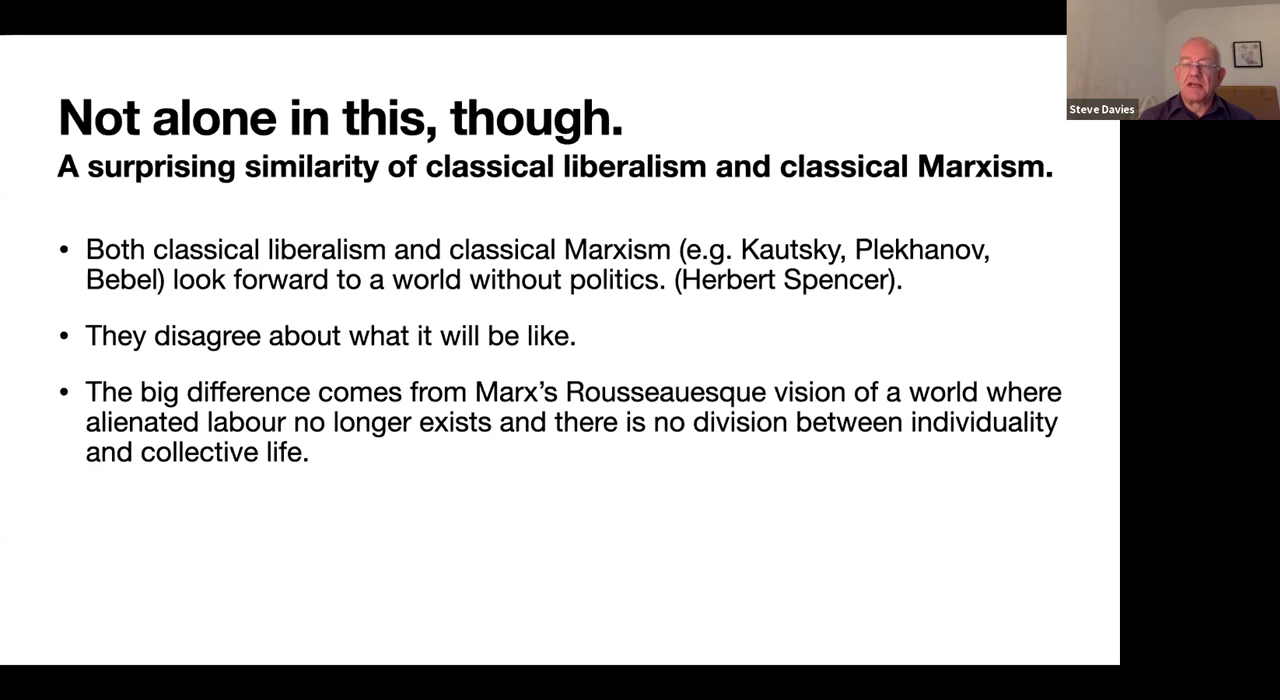 Not alone in this, though.
A surprising similarity of classical liberalism and classical Marxism.
• Both classical liberalism and classical Marxism (e.g. Kautsky, Plekhanov,
Bebel) look forward to a world without politics. (Herbert Spencer).
• They disagree about what it will be like.
• The big difference comes from Marx’s Rousseauesque vision of a world where
alienated labour no longer exists and there is no division between individuality
and collective life.
Steve Davies